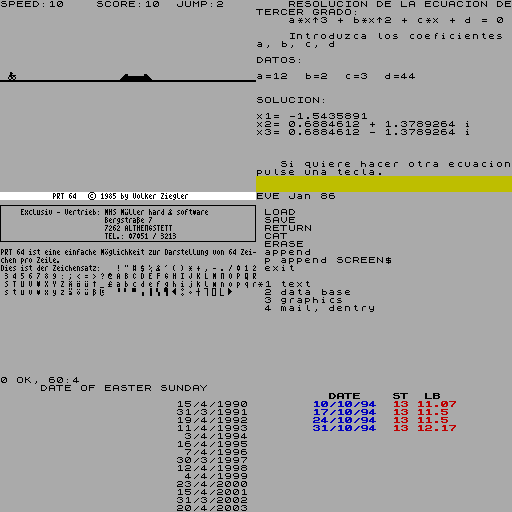 SPEED:10 SCORE:10 JUMP:2
RESOLUCION DE LA ECUACION DE
TERCER GRADO:
a*x↑3 + b*x↑2 + c*x + d = 0
Introduzca los coeficientes
a, b, c, d
DATOS:
a=12 b=2 c=3 d=44
SOLUCION:
x1= -1.5435891
x2= 0.6884612 + 1.3789264 i
x3= 0.6884612 - 1.3789264 i
Si quiere hacer otra ecuacion
pulse una tecla.
PRT 64 © 1985 by Volker Ziegler
Exclusiv - Vertrieb: MHS Müller hard & software
Bergstraße 7
7262 ALTHENGSTETT
TEL.: 07051 / 3213
PRT 64 ist eine einfache Möglichkeit zur Darstellung von 64 Zei-
chen pro Zeile.
Dies ist der Zeichensatz: !"#$%&'()*+,-./012
3456789:;<=>?@ABCDEFGHIJKLMNOPQR
EVE Jan 86
LOAD
SAVE
RETURN
CAT
ERASE
append
p append SCREEN$
exit
1 text
2 data base
3 graphics
4 mail, dentry
0 OK, 60:4
DATE OF EASTER SUNDAY
15/4/1990
31/3/1991
19/4/1992
11/4/1993
3/4/1994
16/4/1995
7/4/1996
30/3/1997
12/4/1998
4/4/1999
23/4/2000
15/4/2001
31/3/2002
20/4/2003
DATE ST LB
10/10/94 13 11.07
17/10/94 13 11.5
24/10/94 13 11.5
31/10/94 13 12.17